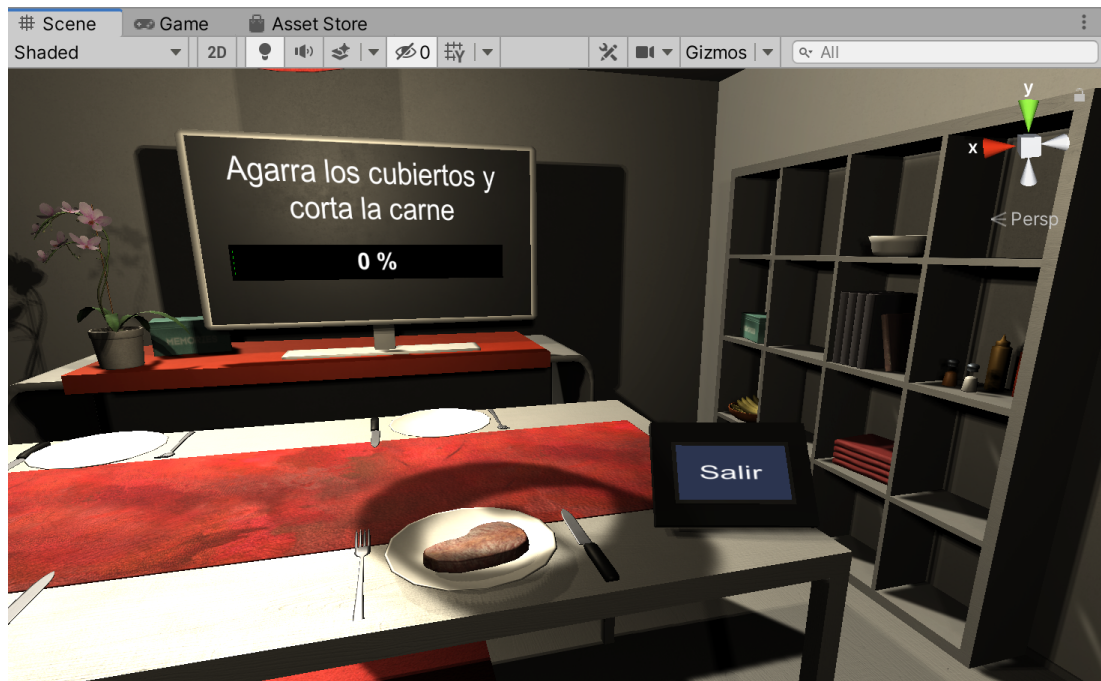 Scene
Game
Asset Store
Shaded
2D
0
Gizmos
All
y
x
Persp
Agarra los cubiertos y
corta la carne
0 %
Salir